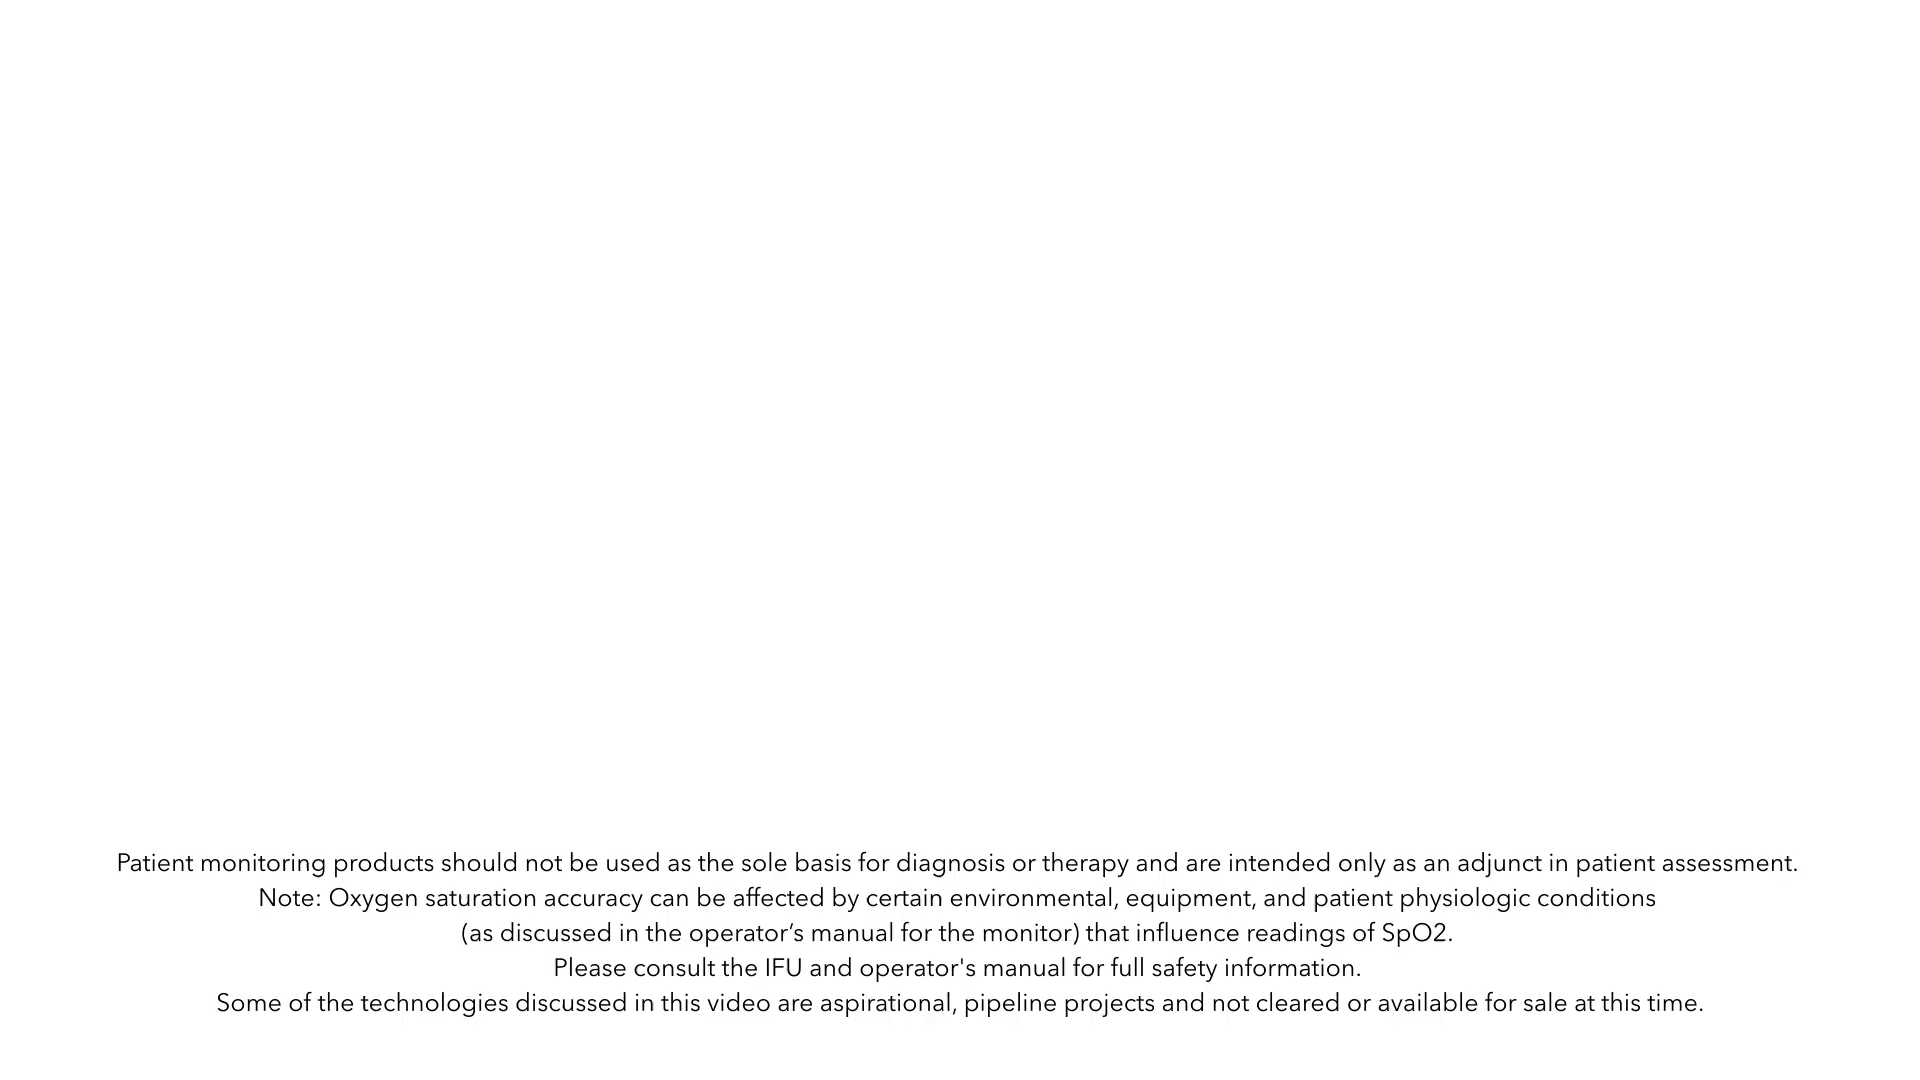 Patient monitoring products should not be used as the sole basis for diagnosis or therapy and are intended only as an adjunct in patient assessment.
Note: Oxygen saturation accuracy can be affected by certain environmental, equipment, and patient physiologic conditions
(as discussed in the operator’s manual for the monitor) that influence readings of SpO2.
Please consult the IFU and operator's manual for full safety information.
Some of the technologies discussed in this video are aspirational, pipeline projects and not cleared or available for sale at this time.